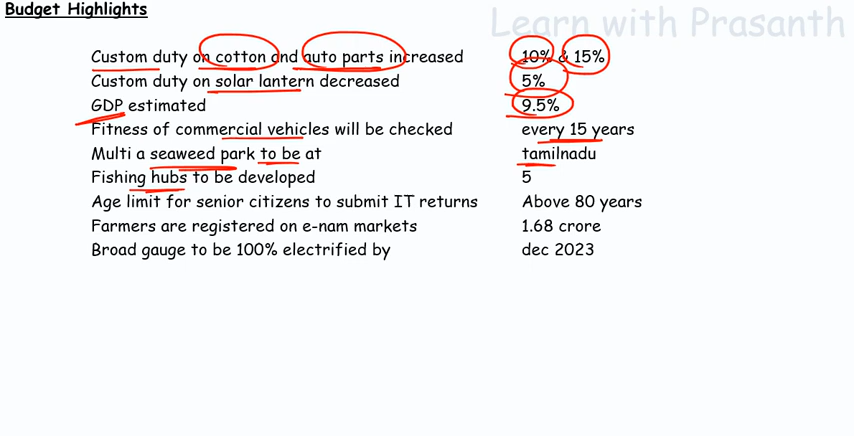 Budget Highlights
Learn with Prasanth
Custom duty on cotton and auto parts increased 10% & 15%
Custom duty on solar lantern decreased 5%
GDP estimated 9.5%
Fitness of commercial vehicles will be checked every 15 years
Multi a seaweed park to be at tamilnadu
Fishing hubs to be developed 5
Age limit for senior citizens to submit IT returns Above 80 years
Farmers are registered on e-nam markets 1.68 crore
Broad gauge to be 100% electrified by dec 2023